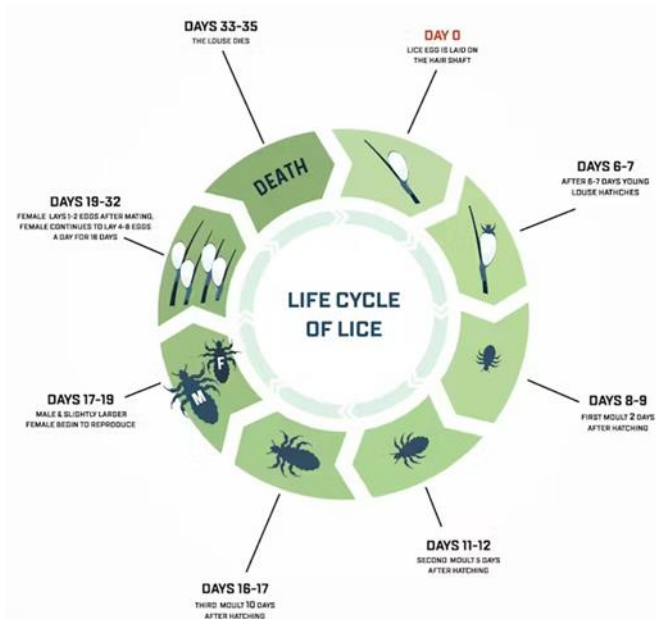 DAYS 33-35
THE LOUSE DIES
DAY 0
LICE EGG IS LAID ON
THE HAIR SHAFT
DAYS 6-7
AFTER 6-7 DAYS YOUNG
LOUSE HATHCHES
DAYS 8-9
FIRST MOULT 2 DAYS
AFTER HATCHING
DAYS 11-12
SECOND MOULT 5 DAYS
AFTER HATCHING
DAYS 16-17
THIRD MOULT 10 DAYS
AFTER HATCHING
DAYS 17-19
MALE & SLIGHTLY LARGER
FEMALE BEGIN TO REPRODUCE
DAYS 19-32
FEMALE LAYS 1-2 EGGS AFTER MATING,
FEMALE CONTINUES TO LAY 4-8 EGGS
A DAY FOR 16 DAYS
DEATH
F
M
LIFE CYCLE
OF LICE